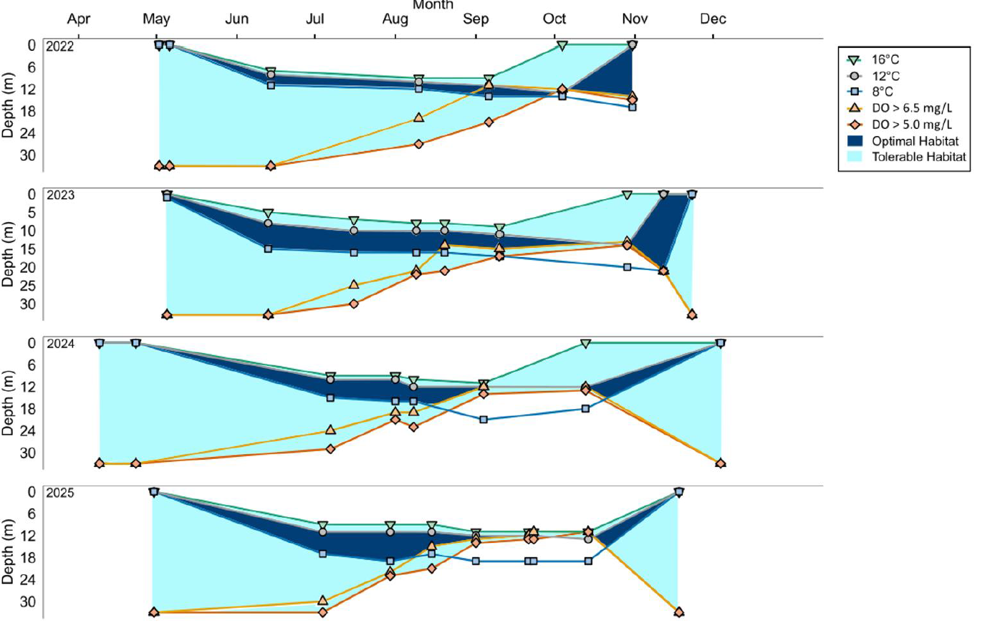 Month
Apr May Jun Jul Aug Sep Oct Nov Dec
2022
0
6
12
18
24
30
Depth (m)
2023
0
5
10
15
20
25
30
Depth (m)
2024
0
6
12
18
24
30
Depth (m)
2025
0
6
12
18
24
30
Depth (m)
16°C
12°C
8°C
DO > 6.5 mg/L
DO > 5.0 mg/L
Optimal Habitat
Tolerable Habitat